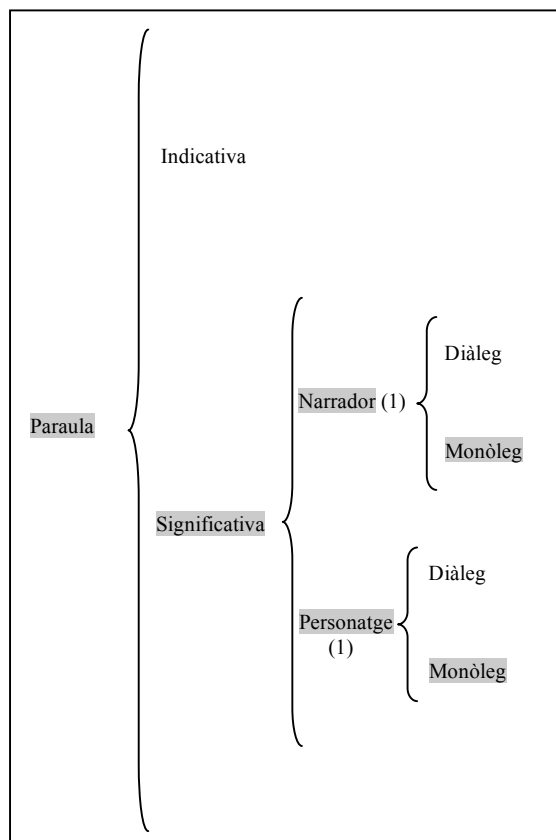 Indicativa
Diàleg
Narrador (1)
Paraula
Monòleg
Significativa
Diàleg
Personatge
(1)
Monòleg